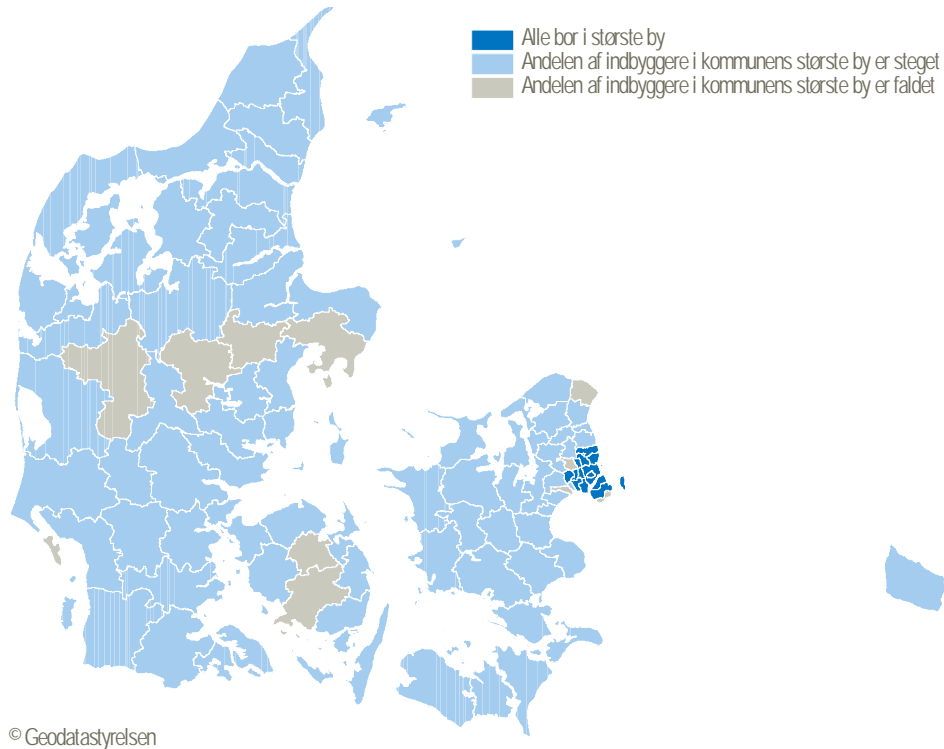 Alle bor i største by
Andelen af indbyggere i kommunens største by er steget
Andelen af indbyggere i kommunens største by er faldet
© Geodatastyrelsen